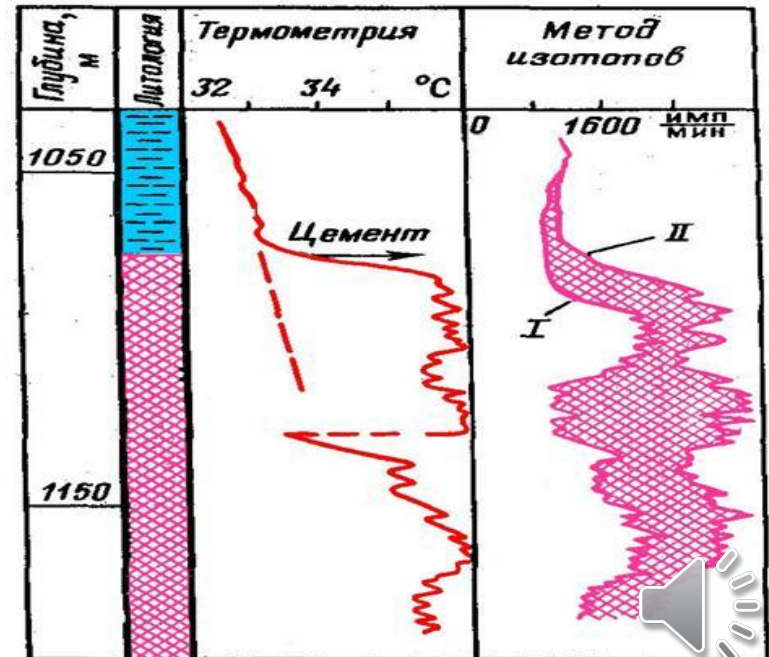 Глубина,
м
Литология
Термометрия
32 34 °C
Метод
изотопов
0 1600 имп
мин
1050
Цемент
II
I
1150